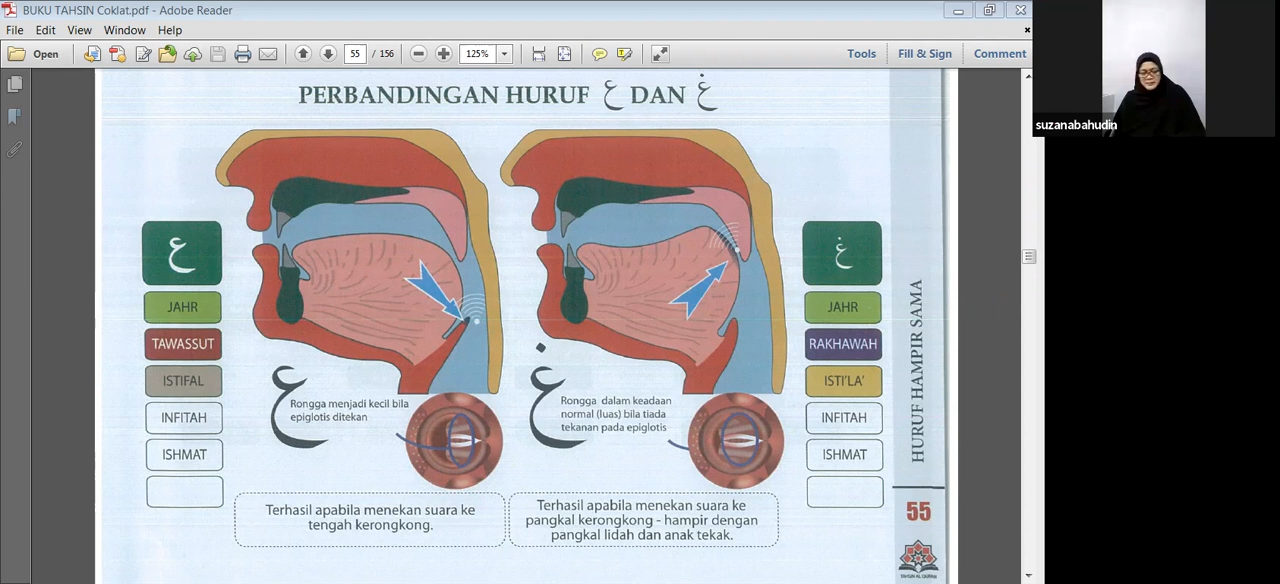 BUKU TAHSIN Coklat.pdf - Adobe Reader
File Edit View Window Help
Open 55 / 156 125% Tools Fill & Sign Comment
suzanabahudin
PERBANDINGAN HURUF ع DAN غ
ع
JAHR
TAWASSUT
ISTIFAL
INFITAH
ISHMAT
ع
Rongga menjadi kecil bila
epiglotis ditekan
Terhasil apabila menekan suara ke
tengah kerongkong.
غ
Rongga dalam keadaan
normal (luas) bila tiada
tekanan pada epiglotis
Terhasil apabila menekan suara ke
pangkal kerongkong - hampir dengan
pangkal lidah dan anak tekak.
غ
JAHR
RAKHAWAH
ISTI'LA'
INFITAH
ISHMAT
HURUF HAMPIR SAMA
55
TAHSIN AL QURAN